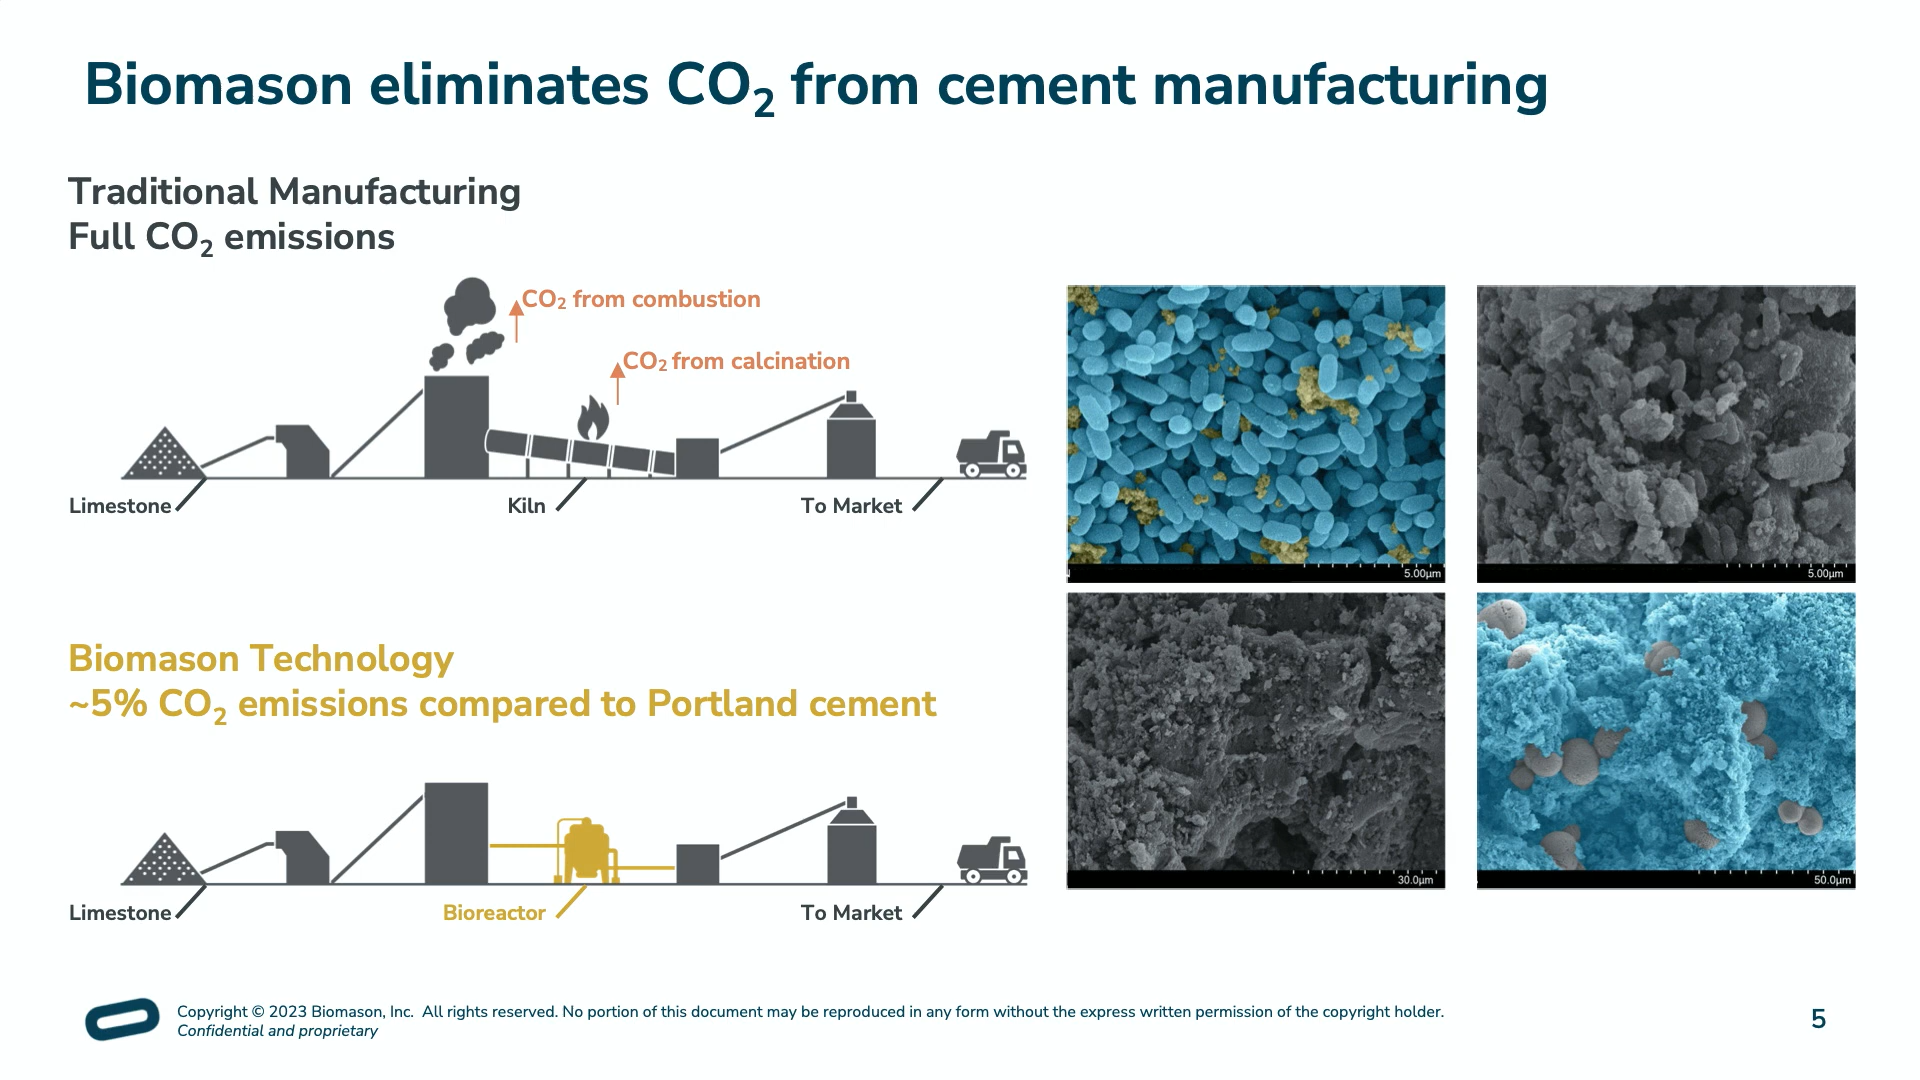 Biomason eliminates CO₂ from cement manufacturing
Traditional Manufacturing
Full CO₂ emissions
CO₂ from combustion
CO₂ from calcination
Limestone
Kiln
To Market
5.00µm
5.00µm
Biomason Technology
~5% CO₂ emissions compared to Portland cement
Limestone
Bioreactor
To Market
30.0µm
50.0µm
Copyright © 2023 Biomason, Inc. All rights reserved. No portion of this document may be reproduced in any form without the express written permission of the copyright holder.
Confidential and proprietary
5